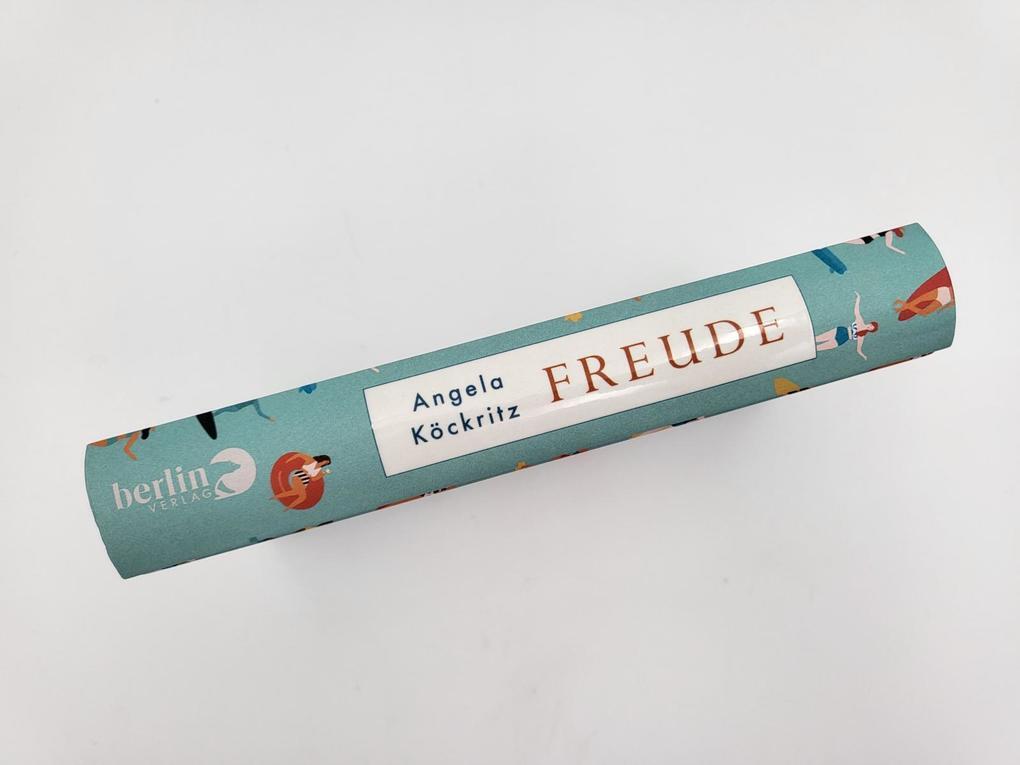 berlin
VERLAG
Angela
Köckritz
FREUDE